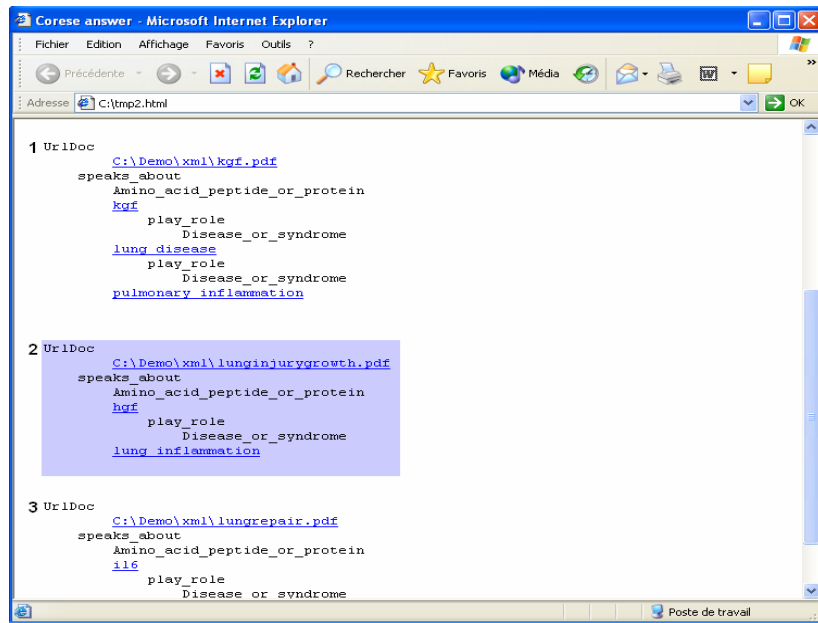 Corese answer - Microsoft Internet Explorer
Fichier Edition Affichage Favoris Outils ?
Précédente Rechercher Favoris Média »
Adresse C:\tmp2.html OK
1 UrlDoc
C:\Demo\xml\kgf.pdf
speaks_about
Amino_acid_peptide_or_protein
kgf
play_role
Disease_or_syndrome
lung disease
play_role
Disease_or_syndrome
pulmonary inflammation
2 UrlDoc
C:\Demo\xml\lunginjurygrowth.pdf
speaks_about
Amino_acid_peptide_or_protein
hgf
play_role
Disease_or_syndrome
lung inflammation
3 UrlDoc
C:\Demo\xml\lungrepair.pdf
speaks_about
Amino_acid_peptide_or_protein
il6
play_role
Disease or syndrome
Poste de travail